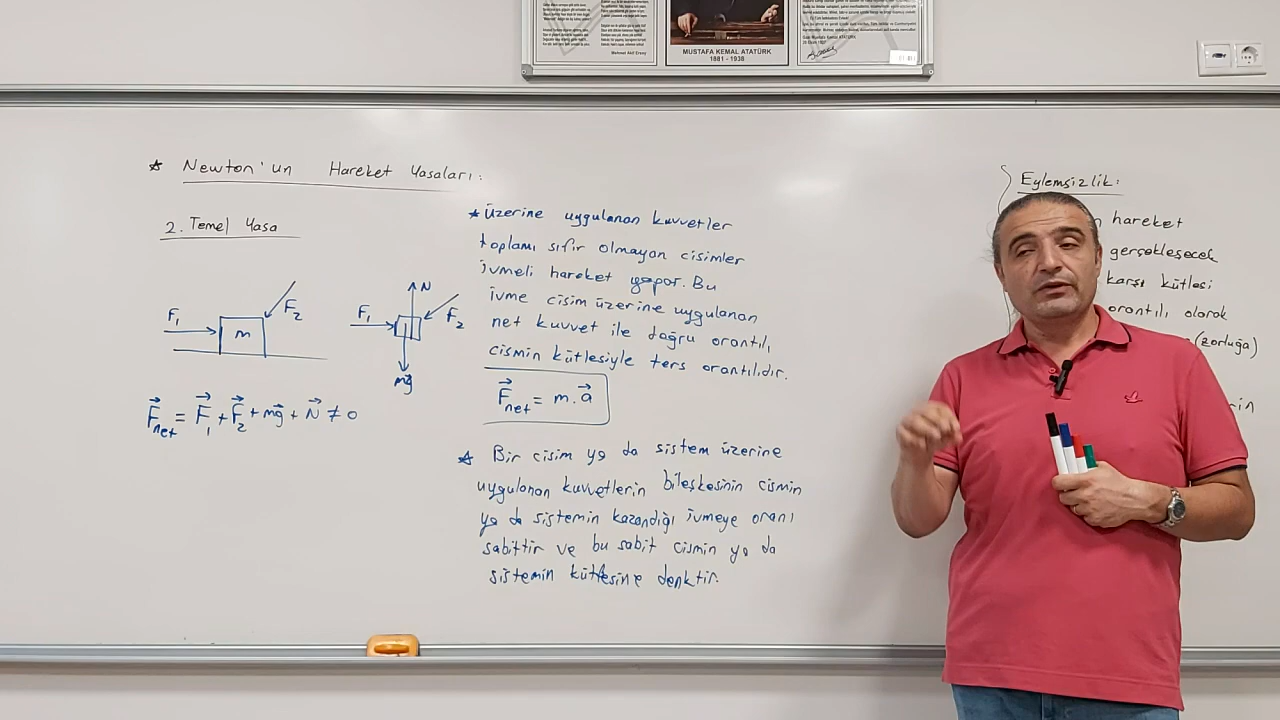 MUSTAFA KEMAL ATATÜRK
1881 - 1938
* Newton'un Hareket Yasaları:
2. Temel Yasa
F₁ m F₂
F₁ N F₂
mg⃗
F⃗net = F⃗₁ + F⃗₂ + mg⃗ + N⃗ ≠ 0
* Üzerine uygulanan kuvvetler
toplamı sıfır olmayan cisimler
ivmeli hareket yapar. Bu
ivme cisim üzerine uygulanan
net kuvvet ile doğru orantılı,
cismin kütlesiyle ters orantılıdır.
F⃗net = m.a⃗
* Bir cisim ya da sistem üzerine
uygulanan kuvvetlerin bileşkesinin cismin
ya da sistemin kazandığı ivmeye oranı
sabittir ve bu sabit cismin ya da
sistemin kütlesine denktir.
Eylemsizlik:
hareket
gerçekleşecek
karşı kütlesi
orantılı olarak
(zorluğa)